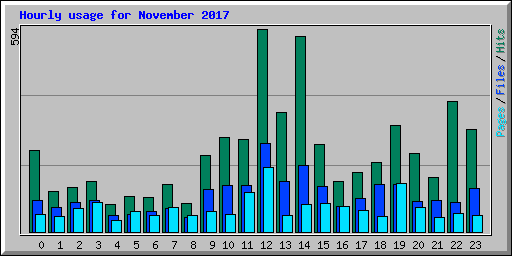 Hourly usage for November 2017
594
Pages / Files / Hits
0 1 2 3 4 5 6 7 8 9 10 11 12 13 14 15 16 17 18 19 20 21 22 23